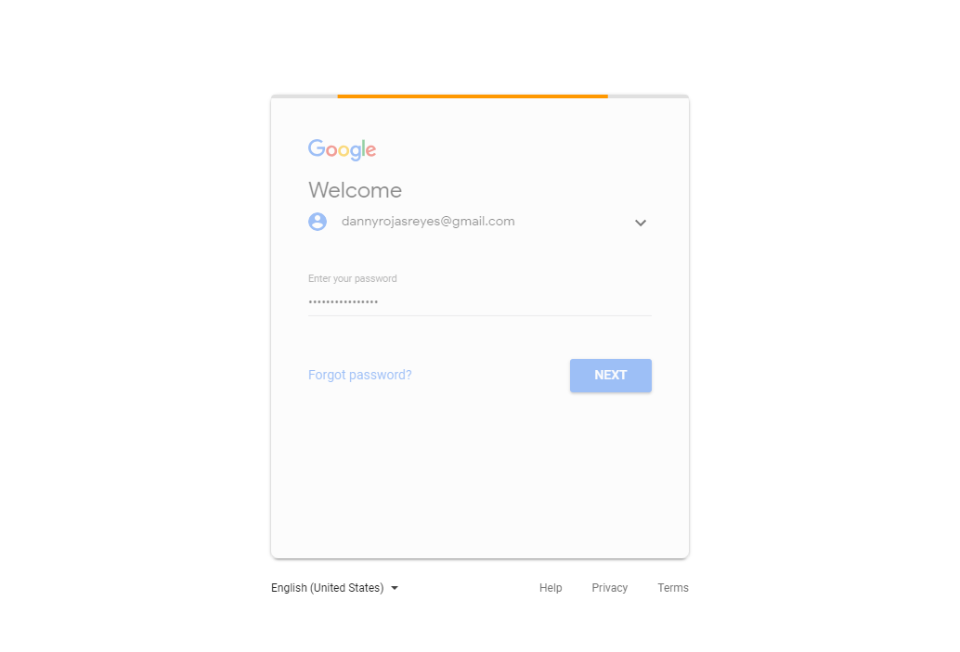 Google
Welcome
dannyrojasreyes@gmail.com
Enter your password
••••••••••••••••
Forgot password?
NEXT
English (United States)
Help Privacy Terms